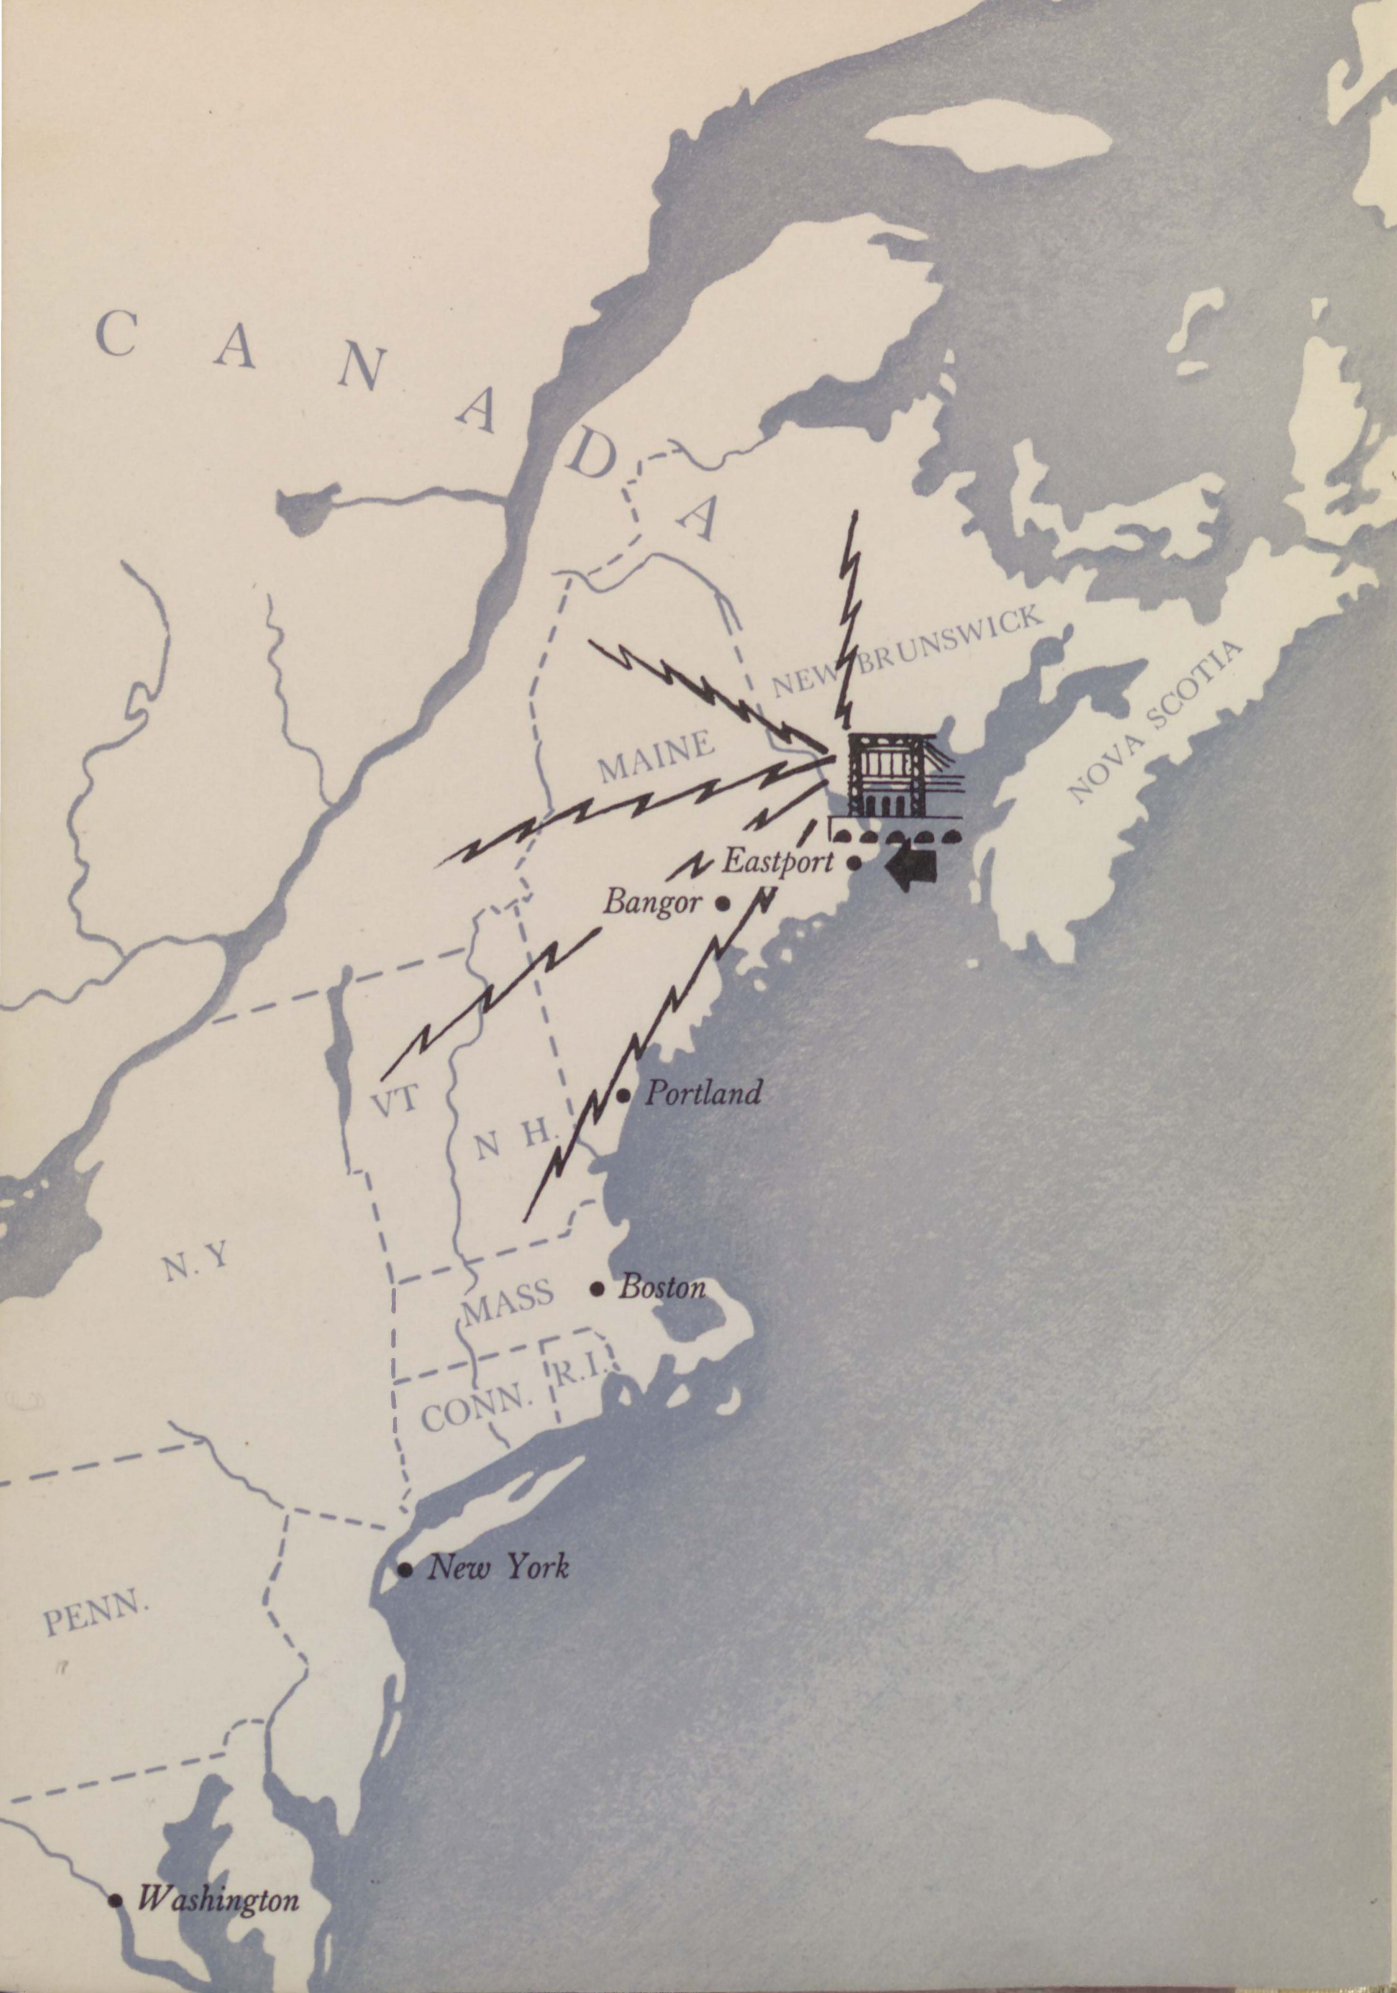 CANADA
NEW BRUNSWICK
NOVA SCOTIA
MAINE
Eastport
Bangor
VT
Portland
N H.
N. Y
MASS
Boston
R.I.
CONN.
New York
PENN.
Washington